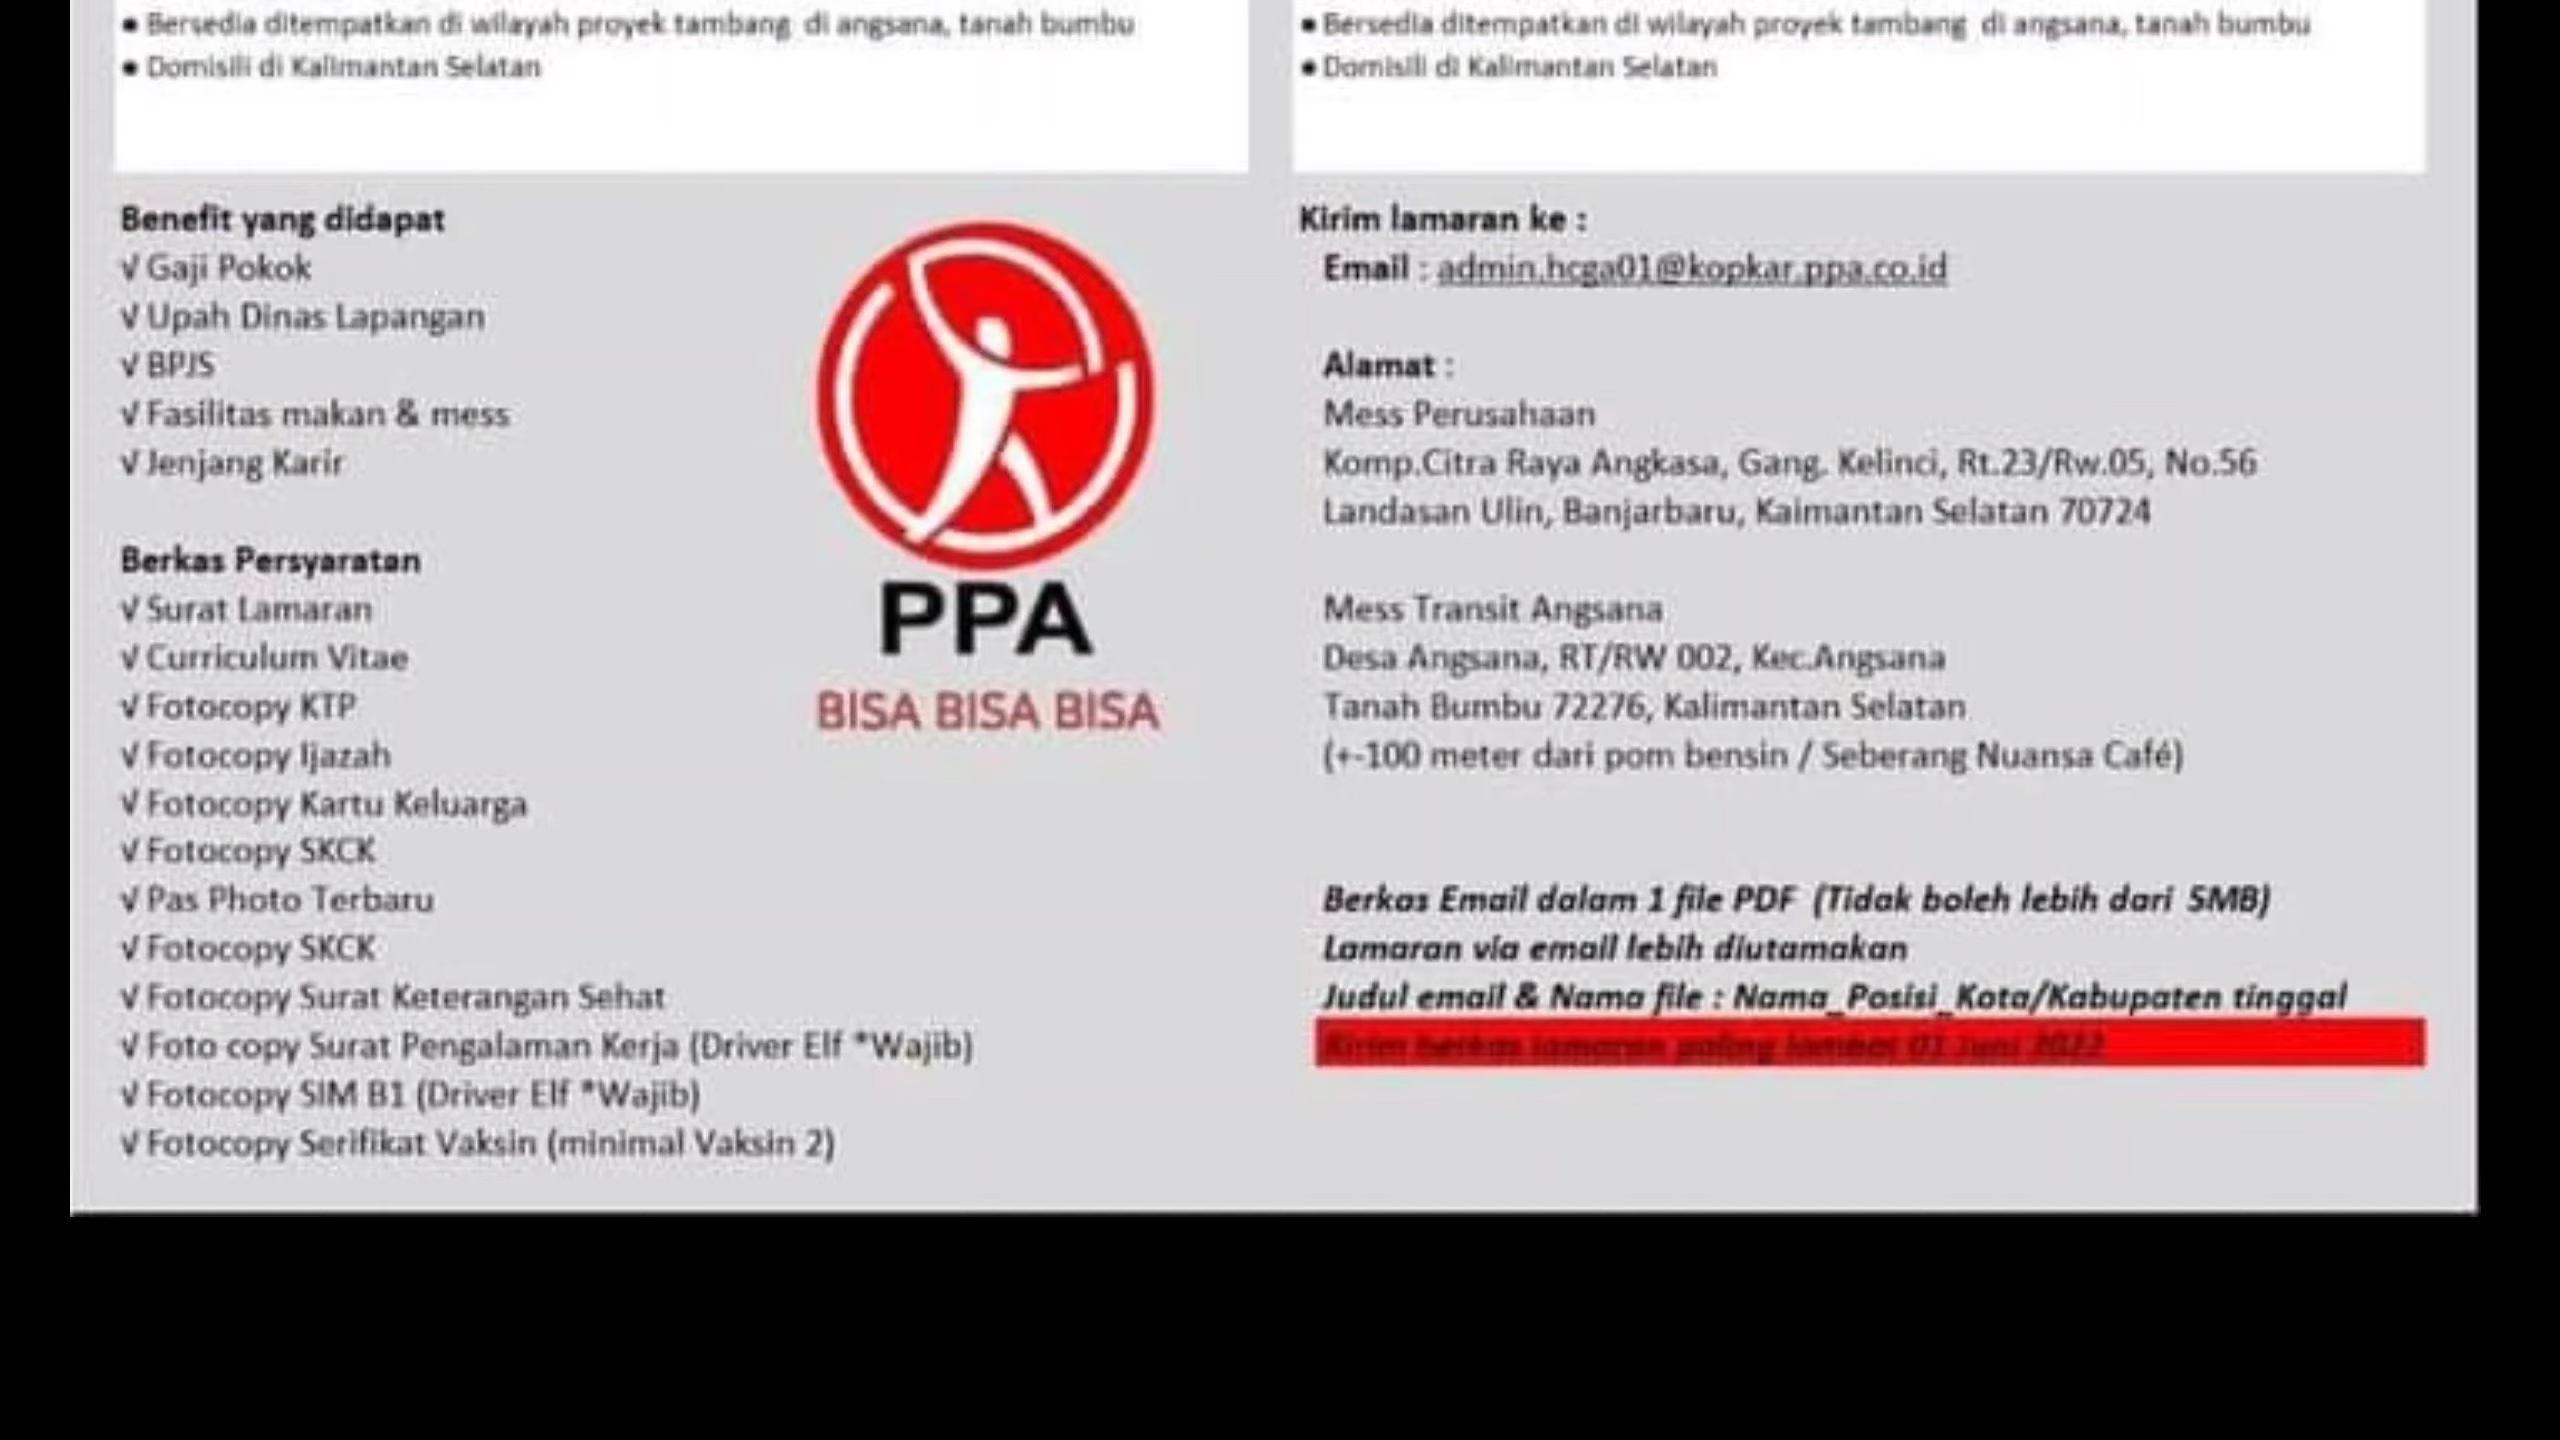 ● Bersedia ditempatkan di wilayah proyek tambang di angsana, tanah bumbu
● Domisili di Kalimantan Selatan
● Bersedia ditempatkan di wilayah proyek tambang di angsana, tanah bumbu
● Domisili di Kalimantan Selatan
Benefit yang didapat
√ Gaji Pokok
√ Upah Dinas Lapangan
√ BPJS
√ Fasilitas makan & mess
√ Jenjang Karir
Berkas Persyaratan
√ Surat Lamaran
√ Curriculum Vitae
√ Fotocopy KTP
√ Fotocopy Ijazah
√ Fotocopy Kartu Keluarga
√ Fotocopy SKCK
√ Pas Photo Terbaru
√ Fotocopy SKCK
√ Fotocopy Surat Keterangan Sehat
√ Foto copy Surat Pengalaman Kerja (Driver Elf *Wajib)
√ Fotocopy SIM B1 (Driver Elf *Wajib)
√ Fotocopy Serifikat Vaksin (minimal Vaksin 2)
PPA
BISA BISA BISA
Kirim lamaran ke :
Email : admin.hcga01@kopkar.ppa.co.id
Alamat :
Mess Perusahaan
Komp.Citra Raya Angkasa, Gang. Kelinci, Rt.23/Rw.05, No.56
Landasan Ulin, Banjarbaru, Kaimantan Selatan 70724
Mess Transit Angsana
Desa Angsana, RT/RW 002, Kec.Angsana
Tanah Bumbu 72276, Kalimantan Selatan
(+-100 meter dari pom bensin / Seberang Nuansa Café)
Berkas Email dalam 1 file PDF (Tidak boleh lebih dari 5MB)
Lamaran via email lebih diutamakan
Judul email & Nama file : Nama_Posisi_Kota/Kabupaten tinggal
Kirim berkas lamaran paling lambat 01 Juni 2022